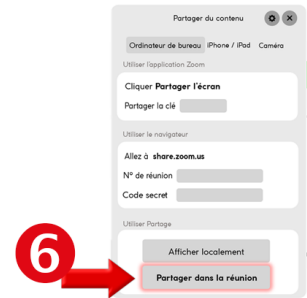 Partager du contenu
Ordinateur de bureau iPhone / iPad Caméra
Utiliser l'application Zoom
Cliquer Partager l'écran
Partager la clé
Utiliser le navigateur
Allez à share.zoom.us
N° de réunion
Code secret
Utiliser Partage
Afficher localement
6
Partager dans la réunion